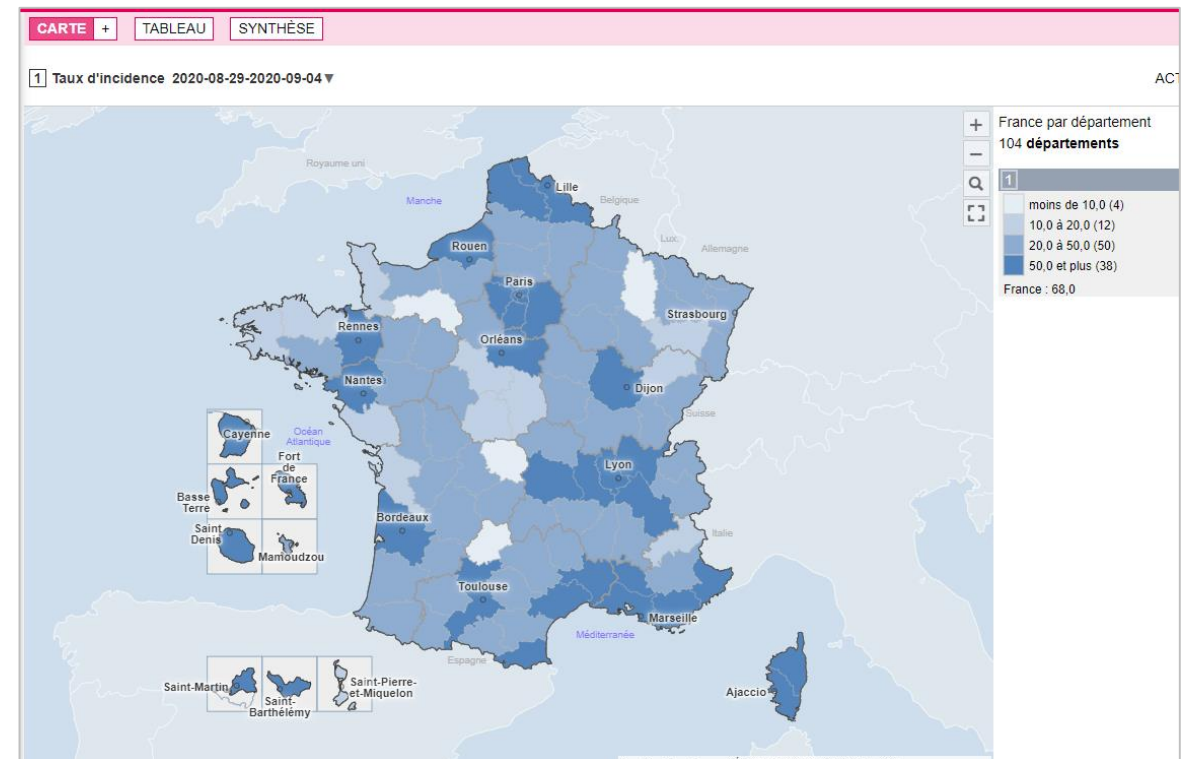 CARTE + TABLEAU SYNTHÈSE
1 Taux d'incidence 2020-08-29-2020-09-04 ▼
ACT
+
−
France par département
104 départements
1
moins de 10,0 (4)
10,0 à 20,0 (12)
20,0 à 50,0 (50)
50,0 et plus (38)
France : 68,0
Royaume uni
Manche
Lille
Belgique
Lux.
Allemagne
Rouen
Paris
Strasbourg
Rennes
Orléans
Nantes
Dijon
Suisse
Océan
Atlantique
Cayenne
Fort
de
France
Basse
Terre
Saint
Denis
Mamoudzou
Lyon
Bordeaux
Italie
Toulouse
Marseille
Méditerranée
Espagne
Saint-Martin
Saint-
Barthélémy
Saint-Pierre-
et-Miquelon
Ajaccio